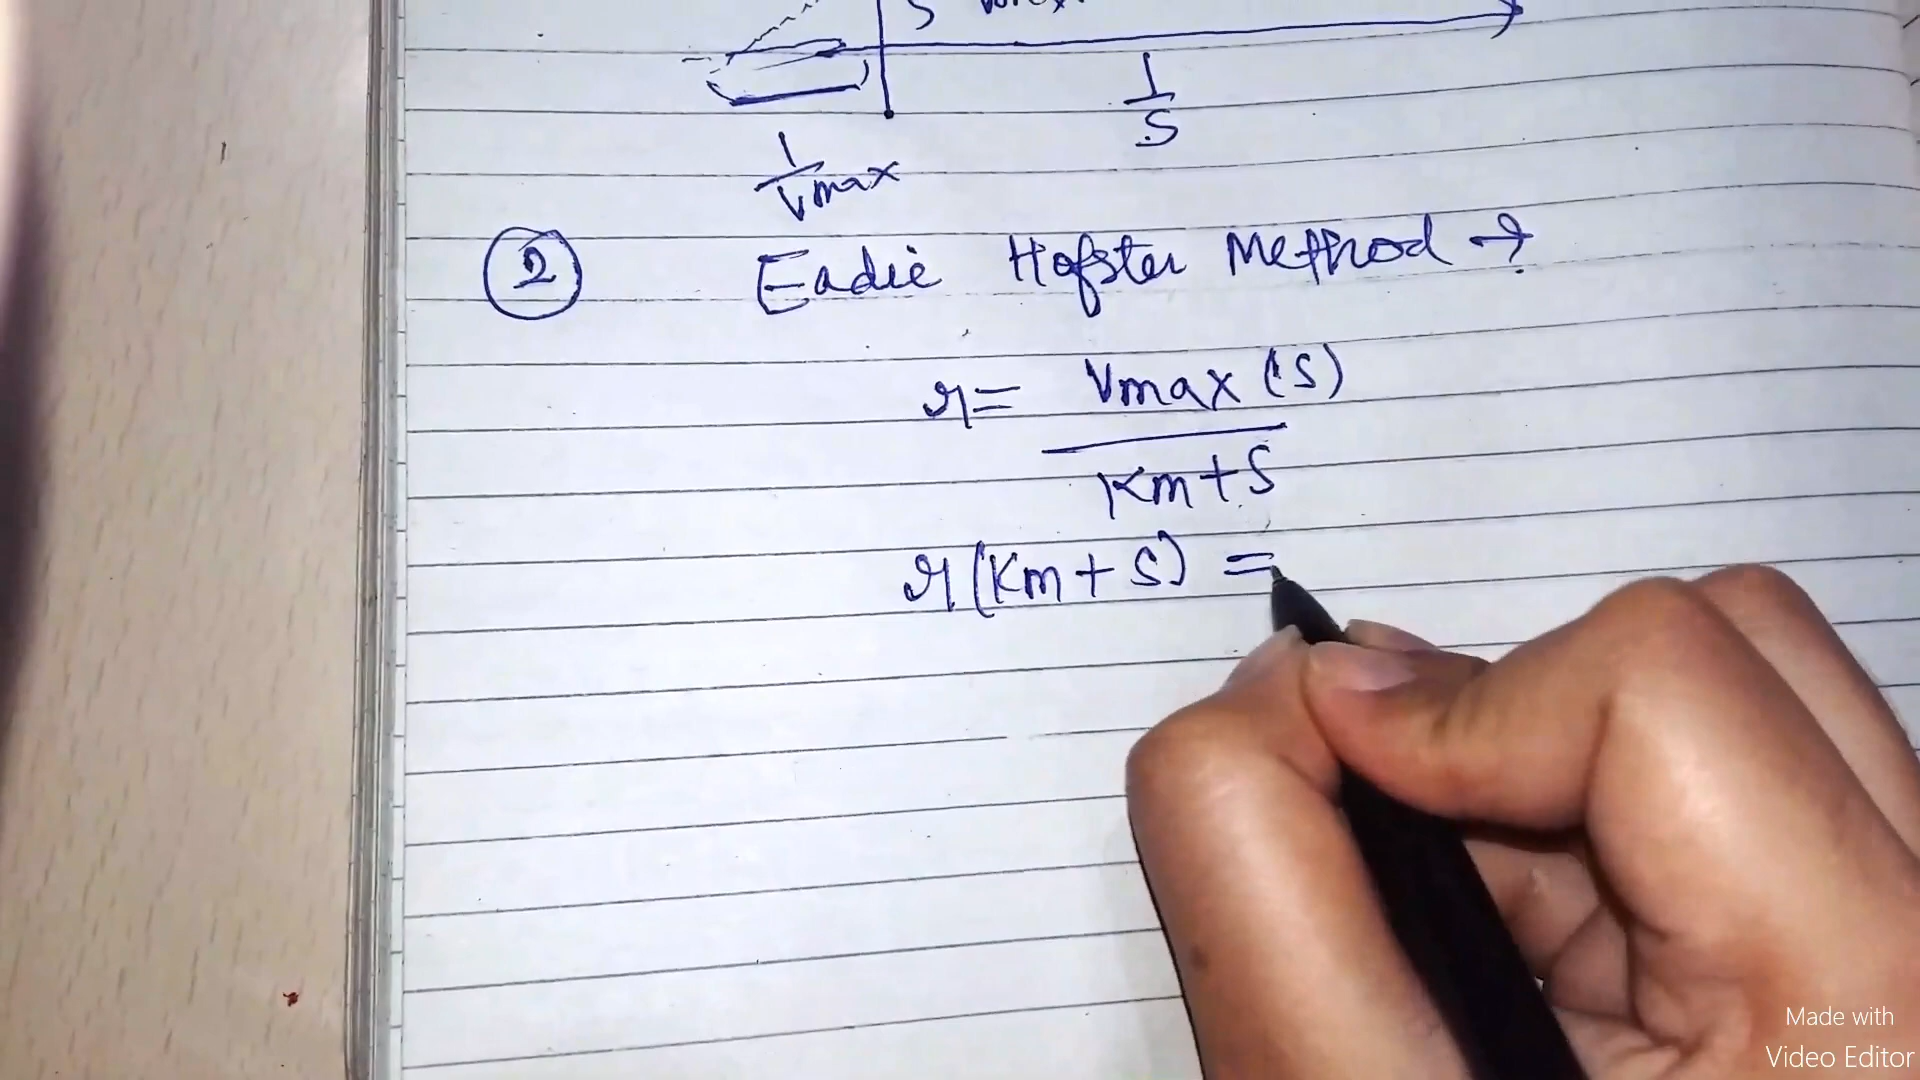 1/S
1/Vmax
2 Eadie Hofster Method →
r = Vmax (S) / Km+S
r(Km+S) =
Made with
Video Editor